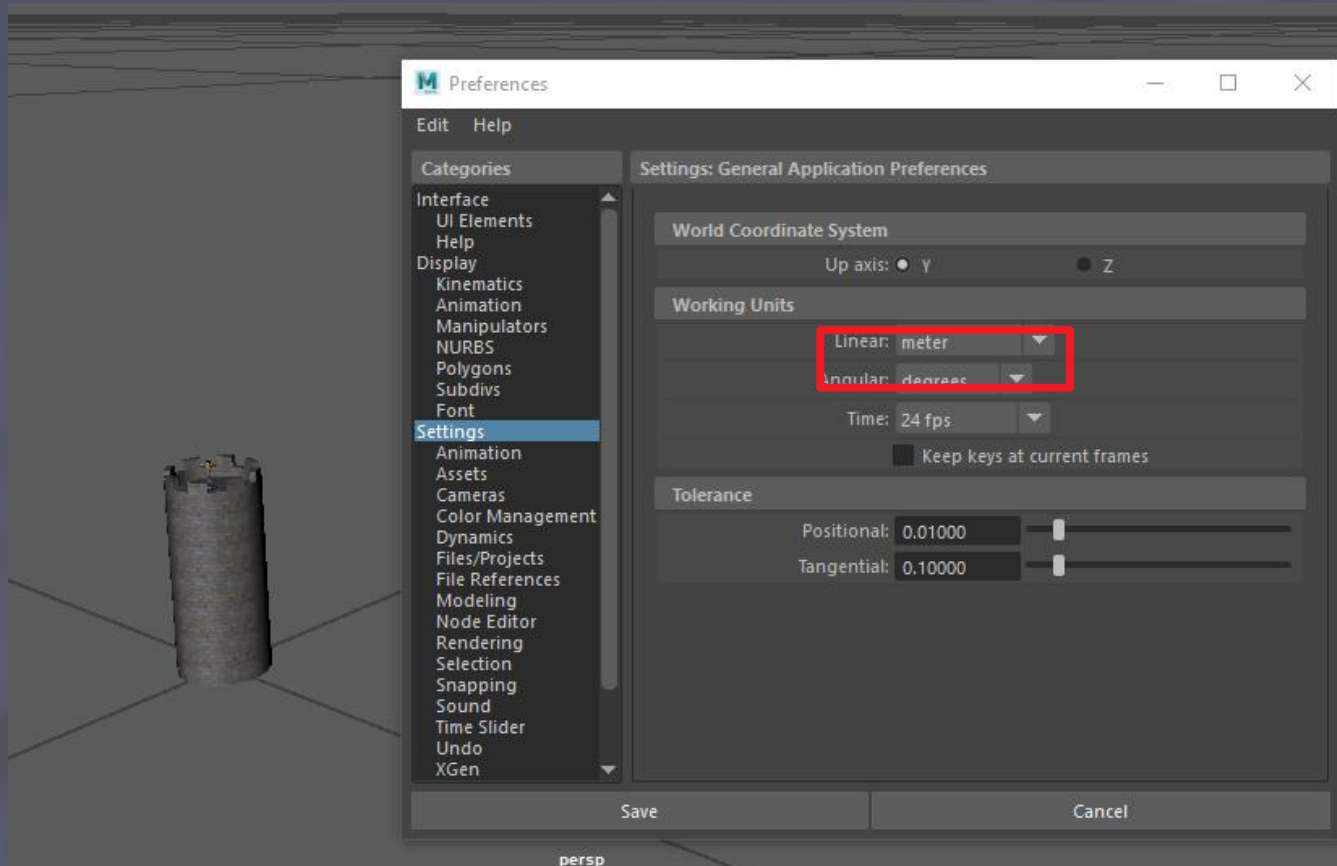 Preferences
Edit Help
Categories
Interface
UI Elements
Help
Display
Kinematics
Animation
Manipulators
NURBS
Polygons
Subdivs
Font
Settings
Animation
Assets
Cameras
Color Management
Dynamics
Files/Projects
File References
Modeling
Node Editor
Rendering
Selection
Snapping
Sound
Time Slider
Undo
XGen
Settings: General Application Preferences
World Coordinate System
Up axis: Y Z
Working Units
Linear: meter
Angular: degrees
Time: 24 fps
Keep keys at current frames
Tolerance
Positional: 0.01000
Tangential: 0.10000
Save Cancel
persp